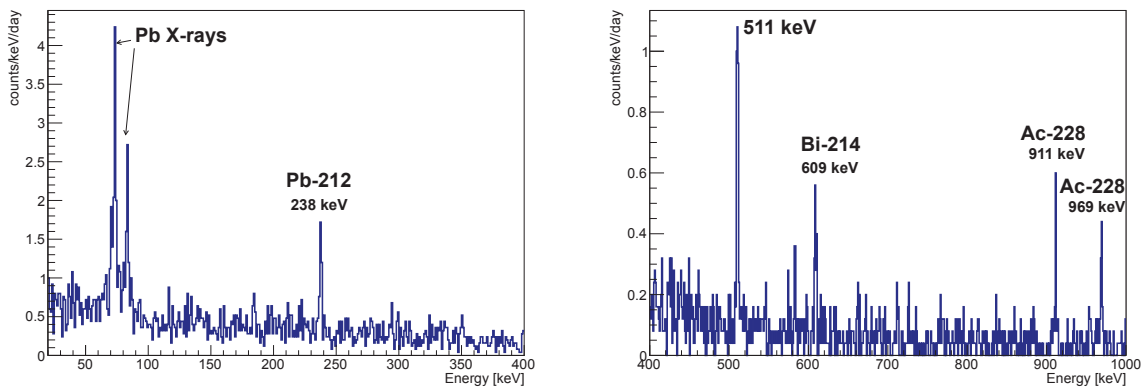 counts/keV/day
4
3.5
3
2.5
2
1.5
1
0.5
0
Pb X-rays
Pb-212
238 keV
50 100 150 200 250 300 350 400
Energy [keV]
counts/keV/day
1
0.8
0.6
0.4
0.2
0
511 keV
Bi-214
609 keV
Ac-228
911 keV
Ac-228
969 keV
400 500 600 700 800 900 1000
Energy [keV]